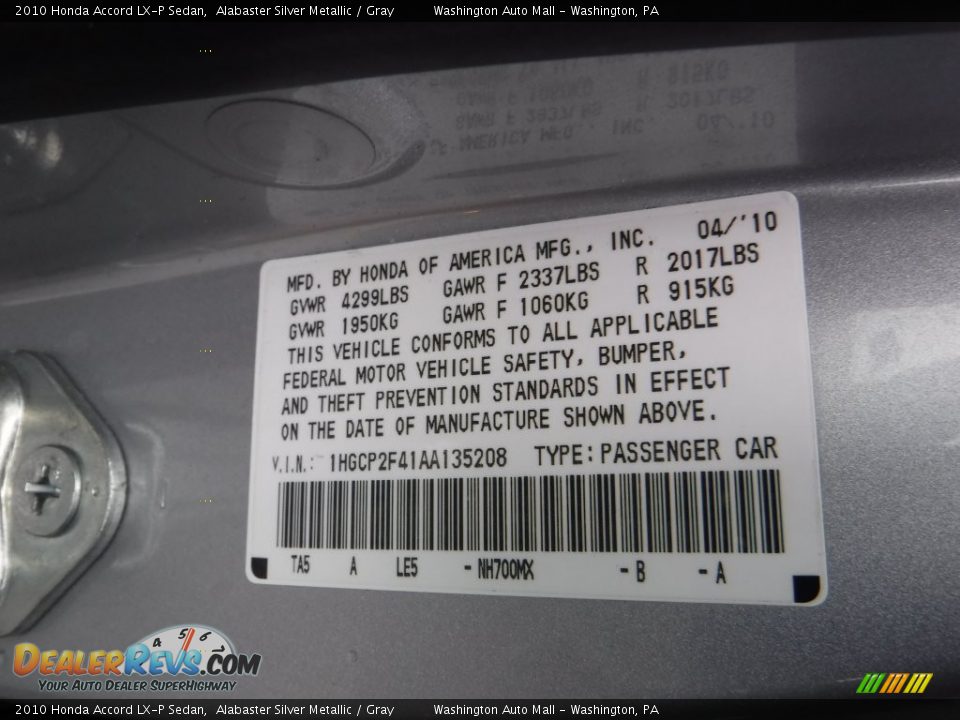 2010 Honda Accord LX-P Sedan, Alabaster Silver Metallic / Gray Washington Auto Mall - Washington, PA
MFD. BY HONDA OF AMERICA MFG., INC. 04/'10
GVWR 4299LBS GAWR F 2337LBS R 2017LBS
GVWR 1950KG GAWR F 1060KG R 915KG
THIS VEHICLE CONFORMS TO ALL APPLICABLE
FEDERAL MOTOR VEHICLE SAFETY, BUMPER,
AND THEFT PREVENTION STANDARDS IN EFFECT
ON THE DATE OF MANUFACTURE SHOWN ABOVE.
V.I.N.: 1HGCP2F41AA135208 TYPE: PASSENGER CAR
TA5 A LE5 - NH700MX - B - A
4 5 6 7
DealerRevs.com
Your Auto Dealer SuperHighway
2010 Honda Accord LX-P Sedan, Alabaster Silver Metallic / Gray Washington Auto Mall - Washington, PA